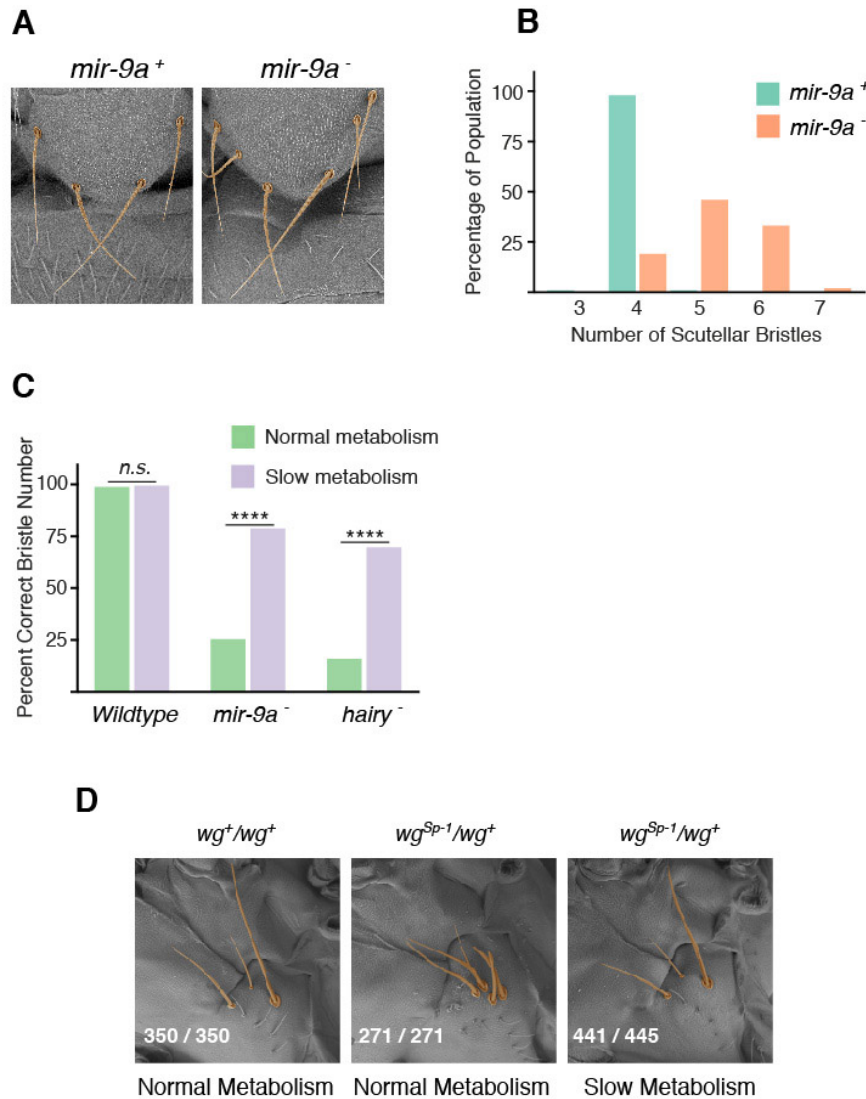 A
mir-9a +
mir-9a -
B
Percentage of Population
100
75
50
25
mir-9a +
mir-9a -
3 4 5 6 7
Number of Scutellar Bristles
C
Percent Correct Bristle Number
100
75
50
25
Normal metabolism
Slow metabolism
n.s.
****
****
Wildtype mir-9a - hairy -
D
wg+/wg+
wgSp-1/wg+
wgSp-1/wg+
350 / 350
271 / 271
441 / 445
Normal Metabolism
Normal Metabolism
Slow Metabolism